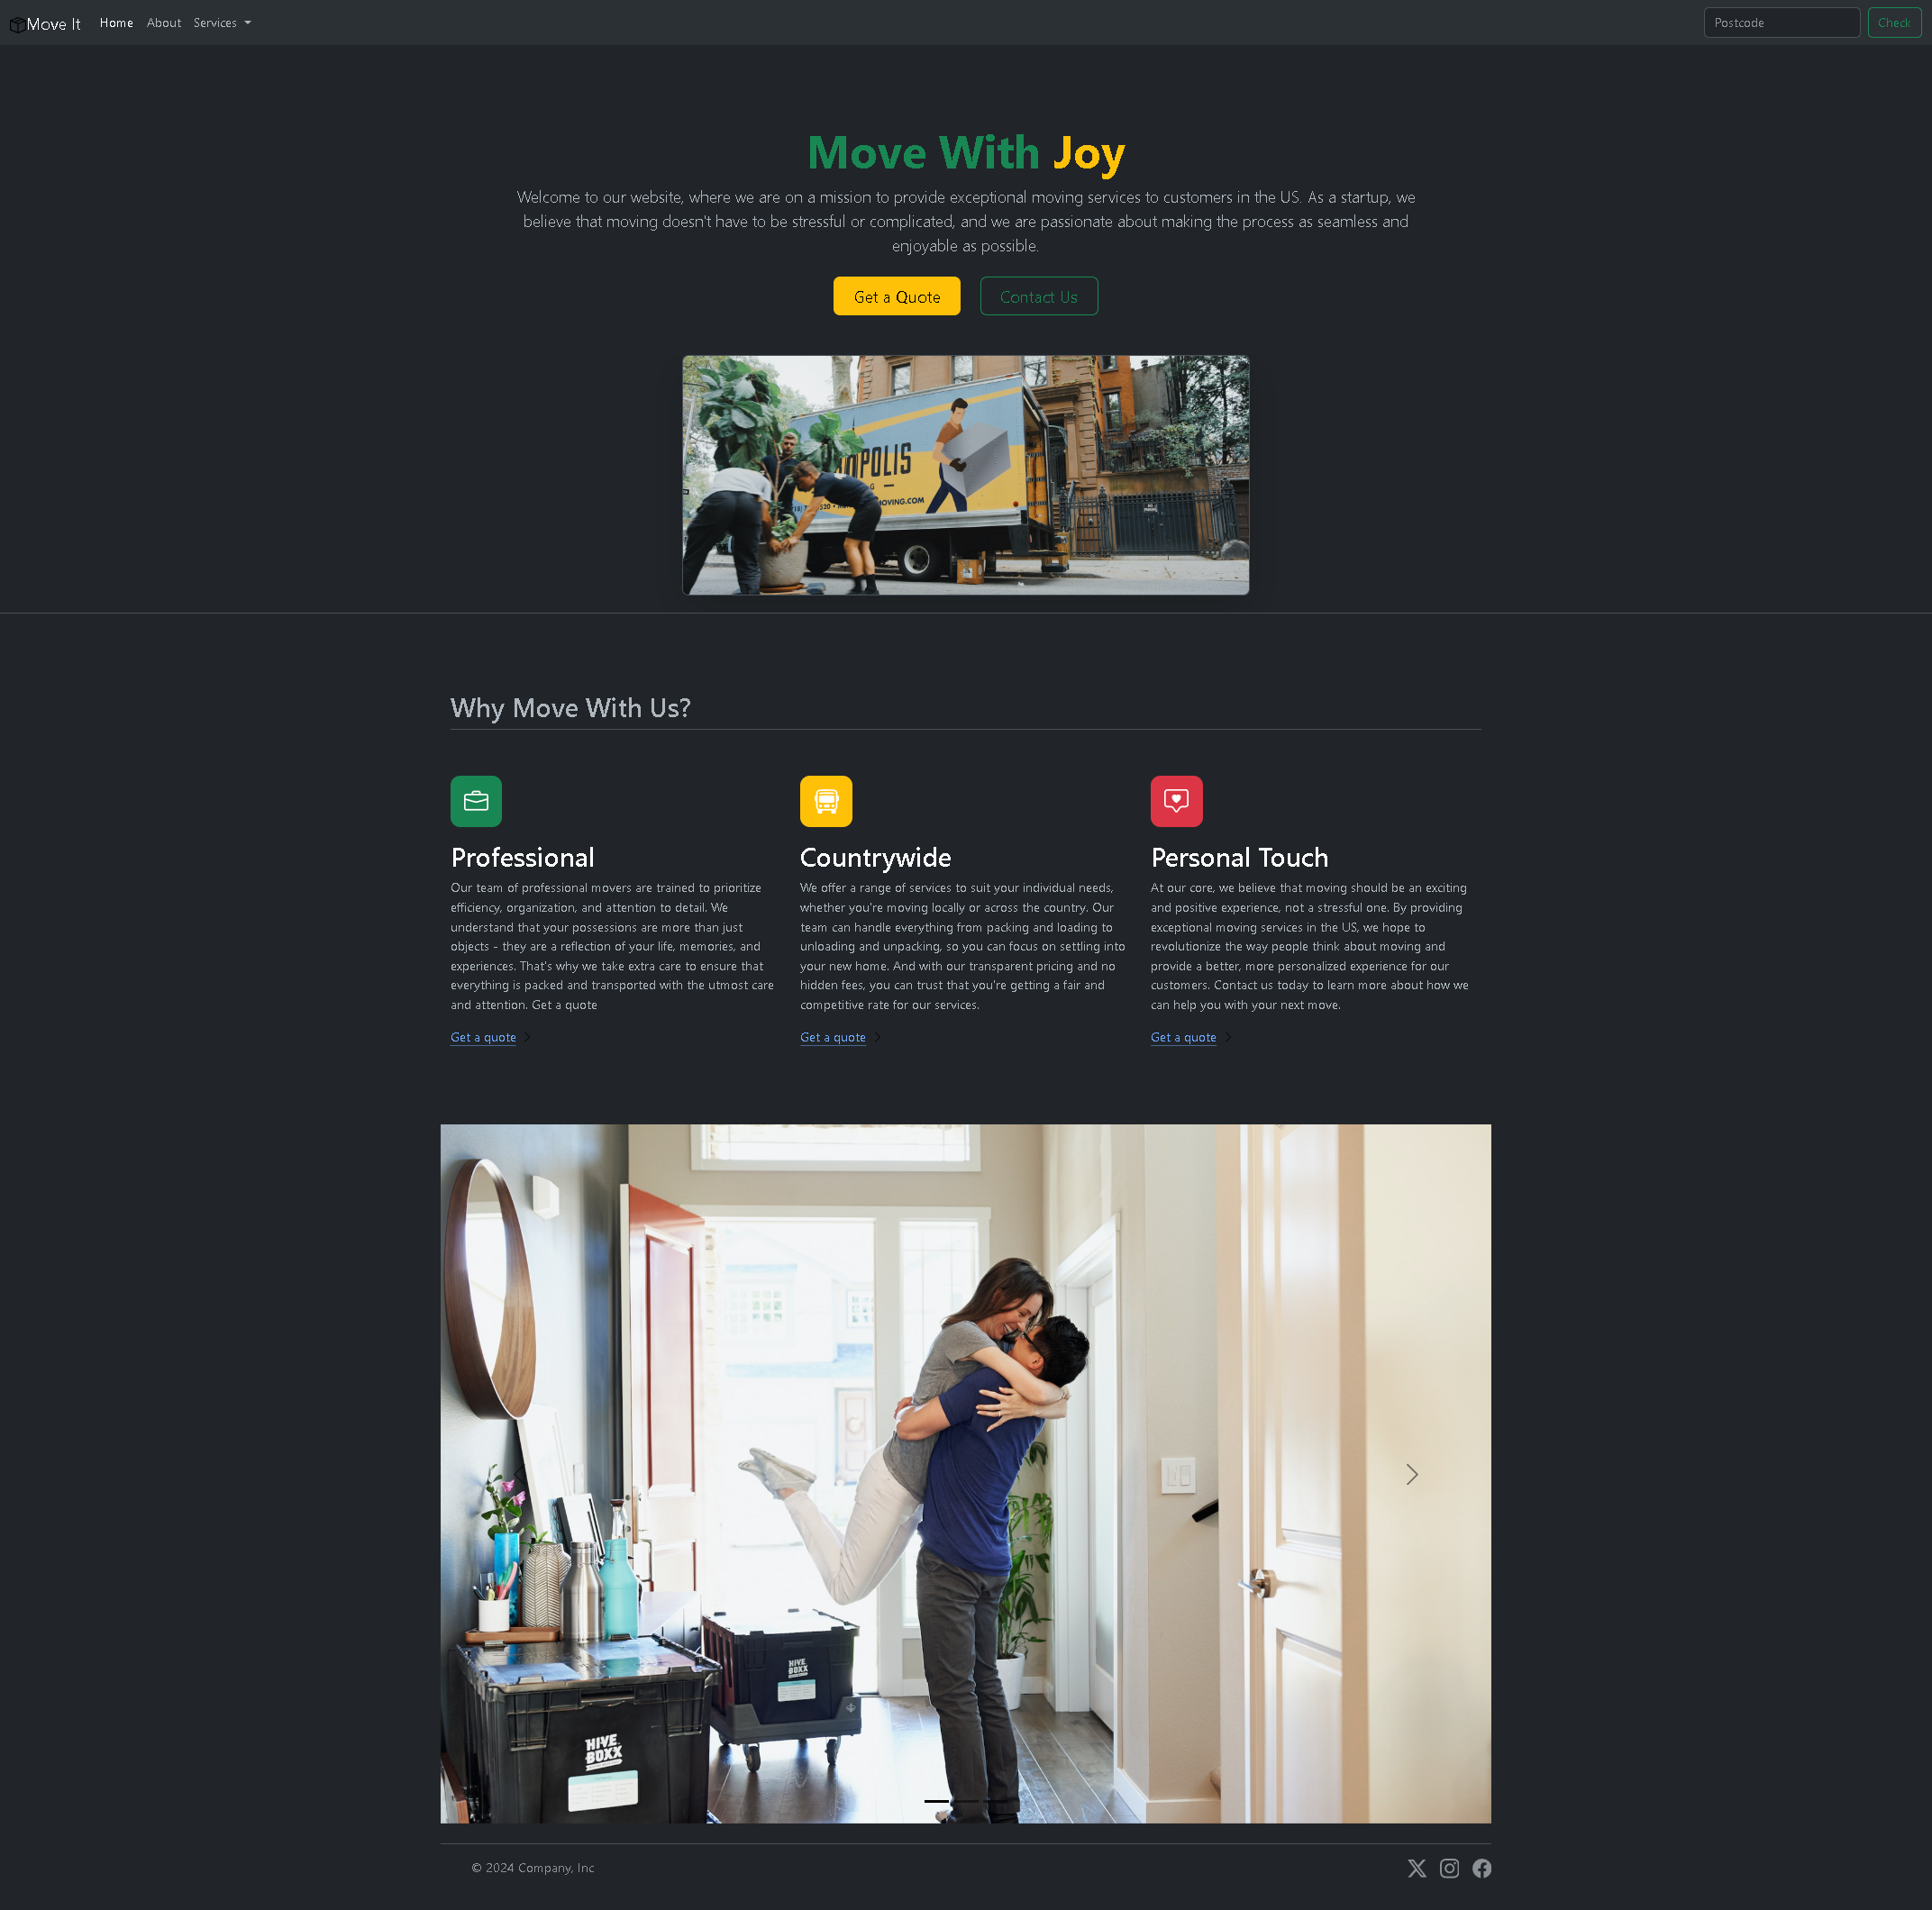 Move It Home About Services Postcode Check
Move With Joy
Welcome to our website, where we are on a mission to provide exceptional moving services to customers in the US. As a startup, we
believe that moving doesn't have to be stressful or complicated, and we are passionate about making the process as seamless and
enjoyable as possible.
Get a Quote Contact Us
POLIS
MOVING.COM
Why Move With Us?
Professional
Our team of professional movers are trained to prioritize
efficiency, organization, and attention to detail. We
understand that your possessions are more than just
objects - they are a reflection of your life, memories, and
experiences. That's why we take extra care to ensure that
everything is packed and transported with the utmost care
and attention. Get a quote
Get a quote
Countrywide
We offer a range of services to suit your individual needs,
whether you're moving locally or across the country. Our
team can handle everything from packing and loading to
unloading and unpacking, so you can focus on settling into
your new home. And with our transparent pricing and no
hidden fees, you can trust that you're getting a fair and
competitive rate for our services.
Get a quote
Personal Touch
At our core, we believe that moving should be an exciting
and positive experience, not a stressful one. By providing
exceptional moving services in the US, we hope to
revolutionize the way people think about moving and
provide a better, more personalized experience for our
customers. Contact us today to learn more about how we
can help you with your next move.
Get a quote
HIVE
BOXX
HIVE
BOXX
© 2024 Company, Inc